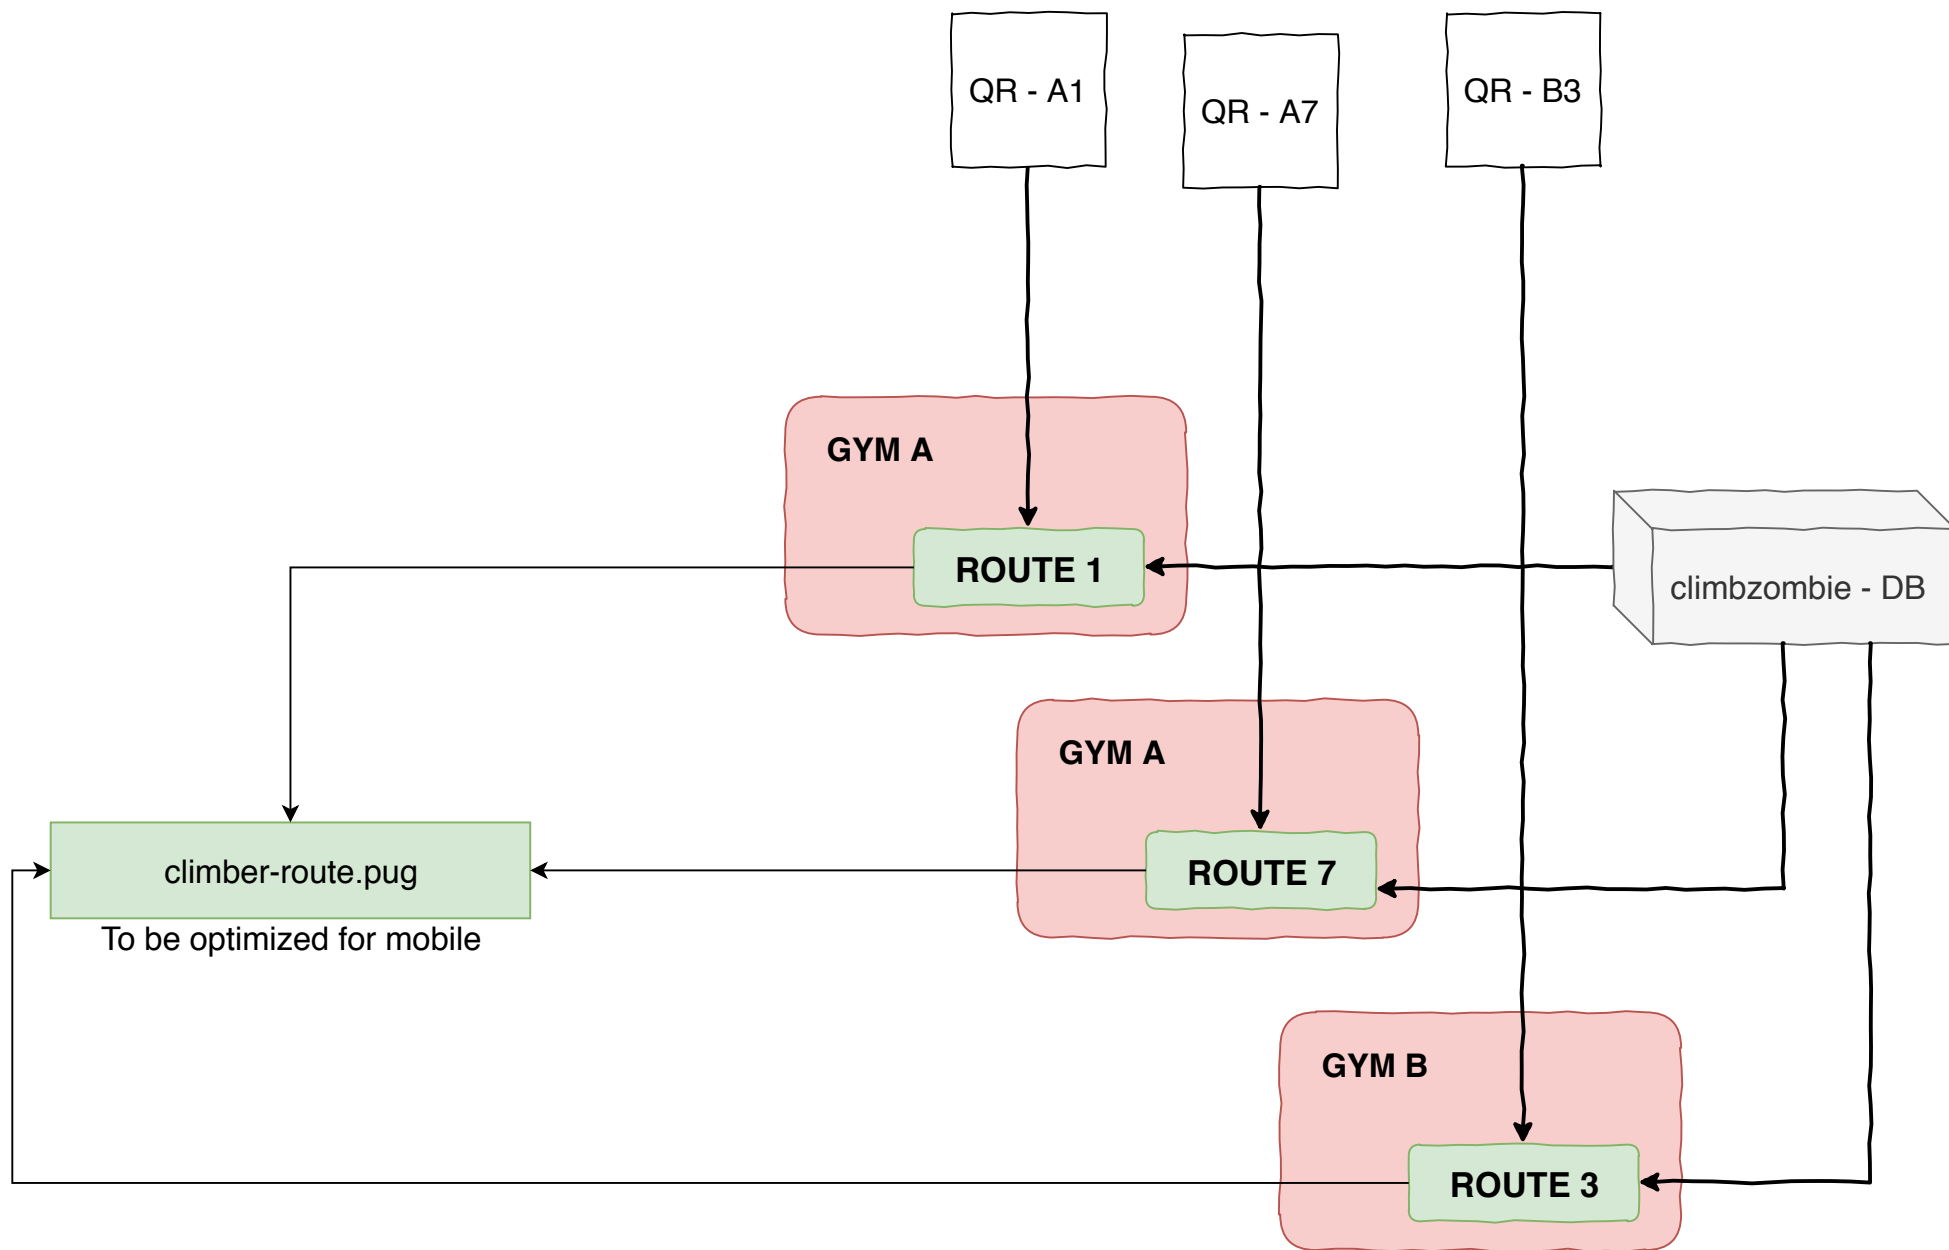 QR - A1
QR - A7
QR - B3
GYM A
ROUTE 1
climbzombie - DB
GYM A
ROUTE 7
climber-route.pug
To be optimized for mobile
GYM B
ROUTE 3